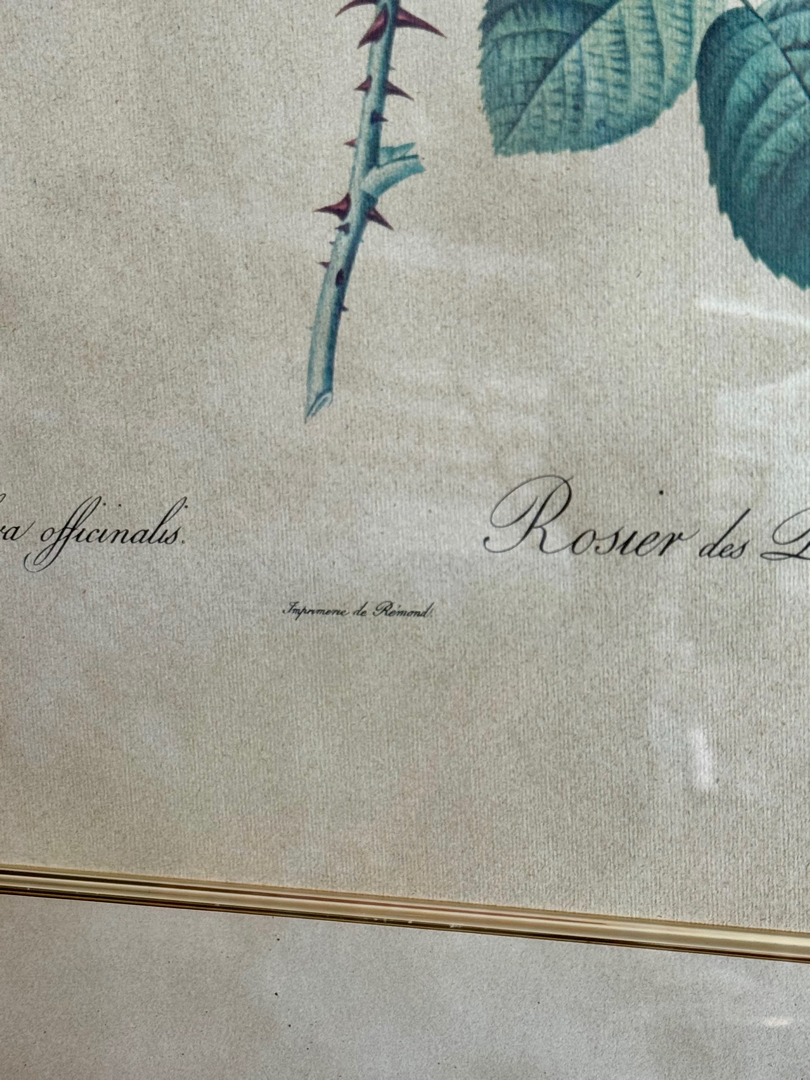 officinalis.
Rosier des
Imprimerie de Rémond.